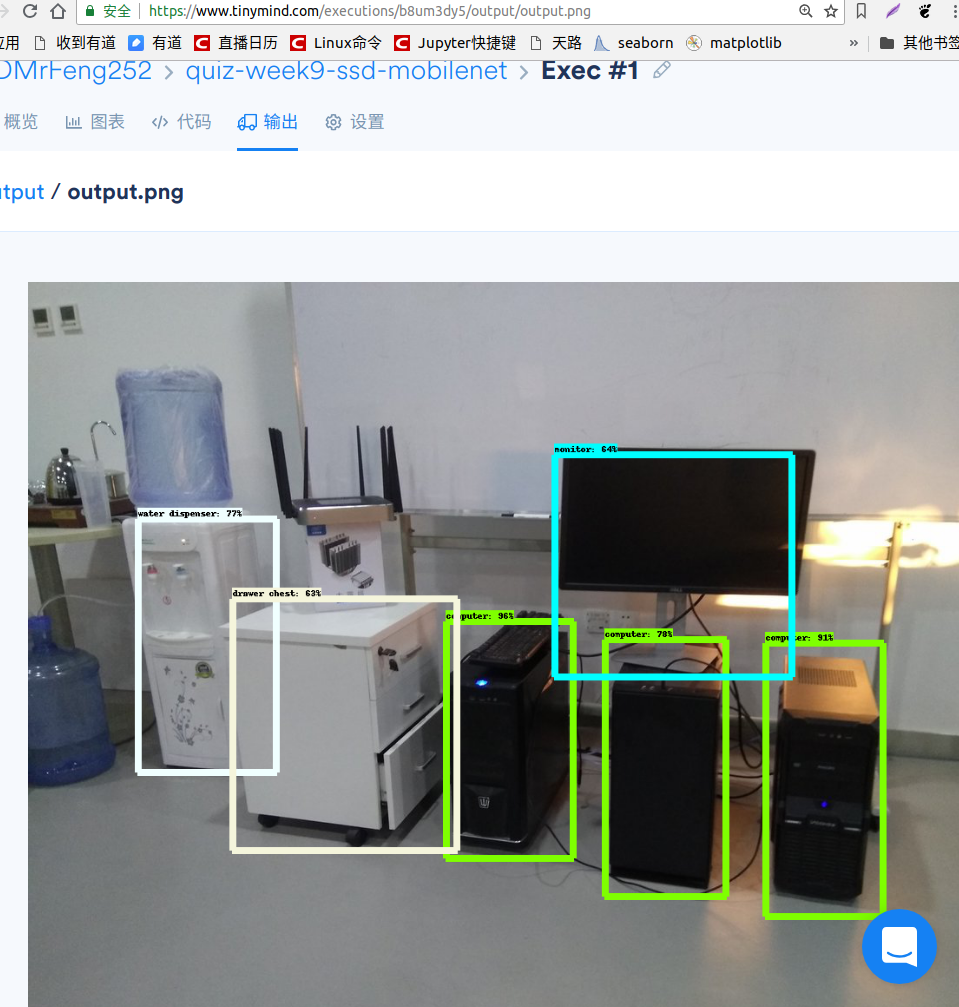 安全 https://www.tinymind.com/executions/b8um3dy5/output/output.png
应用 收到有道 有道 直播日历 Linux命令 Jupyter快捷键 天路 seaborn matplotlib » 其他书签
DMrFeng252 > quiz-week9-ssd-mobilenet > Exec #1
概览 图表 代码 输出 设置
utput / output.png
monitor: 64%
water dispenser: 77%
drawer chest: 63%
computer: 96%
computer: 78%
computer: 91%